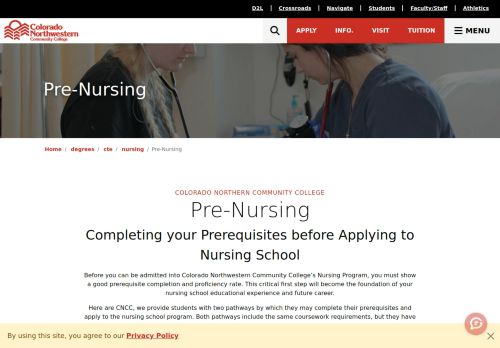 D2L | Crossroads | Navigate | Students | Faculty/Staff | Athletics
Colorado
Northwestern
Community College
APPLY INFO. VISIT TUITION MENU
Pre-Nursing
Home / degrees / cte / nursing / Pre-Nursing
COLORADO NORTHERN COMMUNITY COLLEGE
Pre-Nursing
Completing your Prerequisites before Applying to
Nursing School
Before you can be admitted into Colorado Northwestern Community College's Nursing Program, you must show
a good prerequisite completion and proficiency rate. This critical first step will become the foundation of your
nursing school educational experience and future career.
Here are CNCC, we provide students with two pathways by which they may complete their prerequisites and
apply to the nursing school program. Both pathways include the same coursework requirements, but they have
By using this site, you agree to our Privacy Policy
×